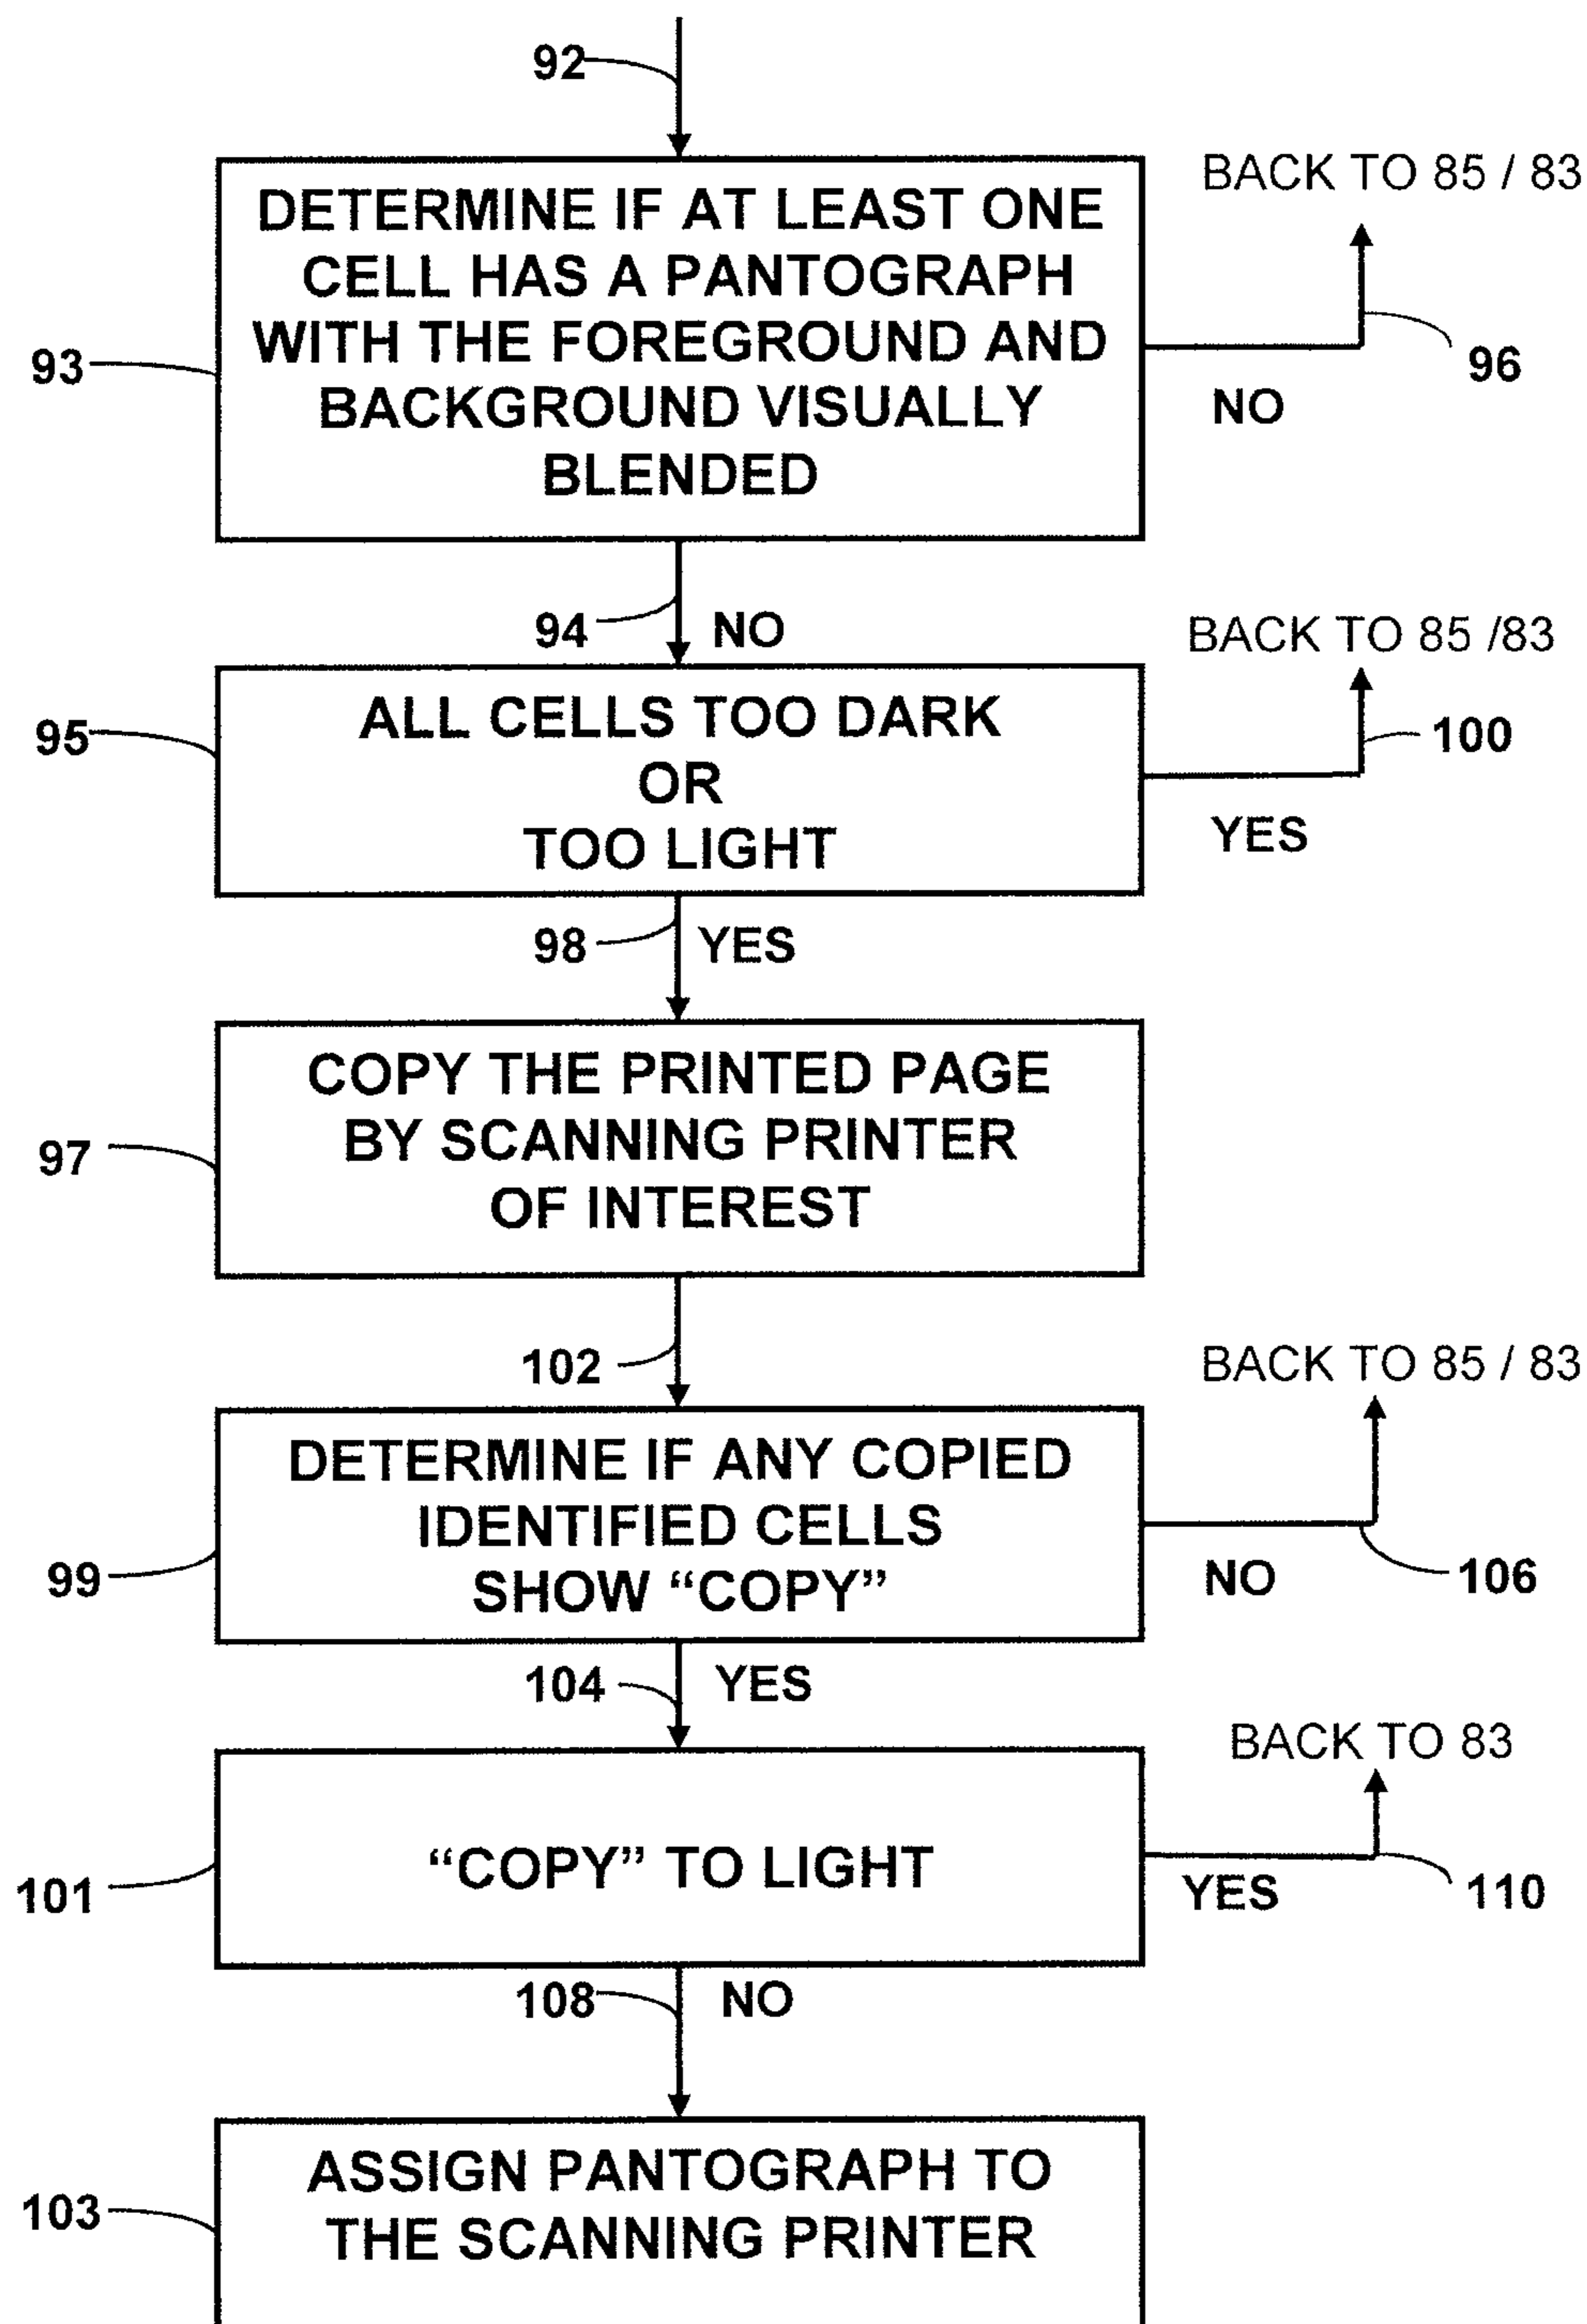 92
DETERMINE IF AT LEAST ONE
CELL HAS A PANTOGRAPH
WITH THE FOREGROUND AND
BACKGROUND VISUALLY
BLENDED
93
BACK TO 85 / 83
96
NO
94
NO
ALL CELLS TOO DARK
OR
TOO LIGHT
95
BACK TO 85 /83
100
YES
98
YES
COPY THE PRINTED PAGE
BY SCANNING PRINTER
OF INTEREST
97
102
DETERMINE IF ANY COPIED
IDENTIFIED CELLS
SHOW “COPY”
99
BACK TO 85 / 83
NO
106
104
YES
“COPY” TO LIGHT
101
BACK TO 83
YES
110
108
NO
ASSIGN PANTOGRAPH TO
THE SCANNING PRINTER
103